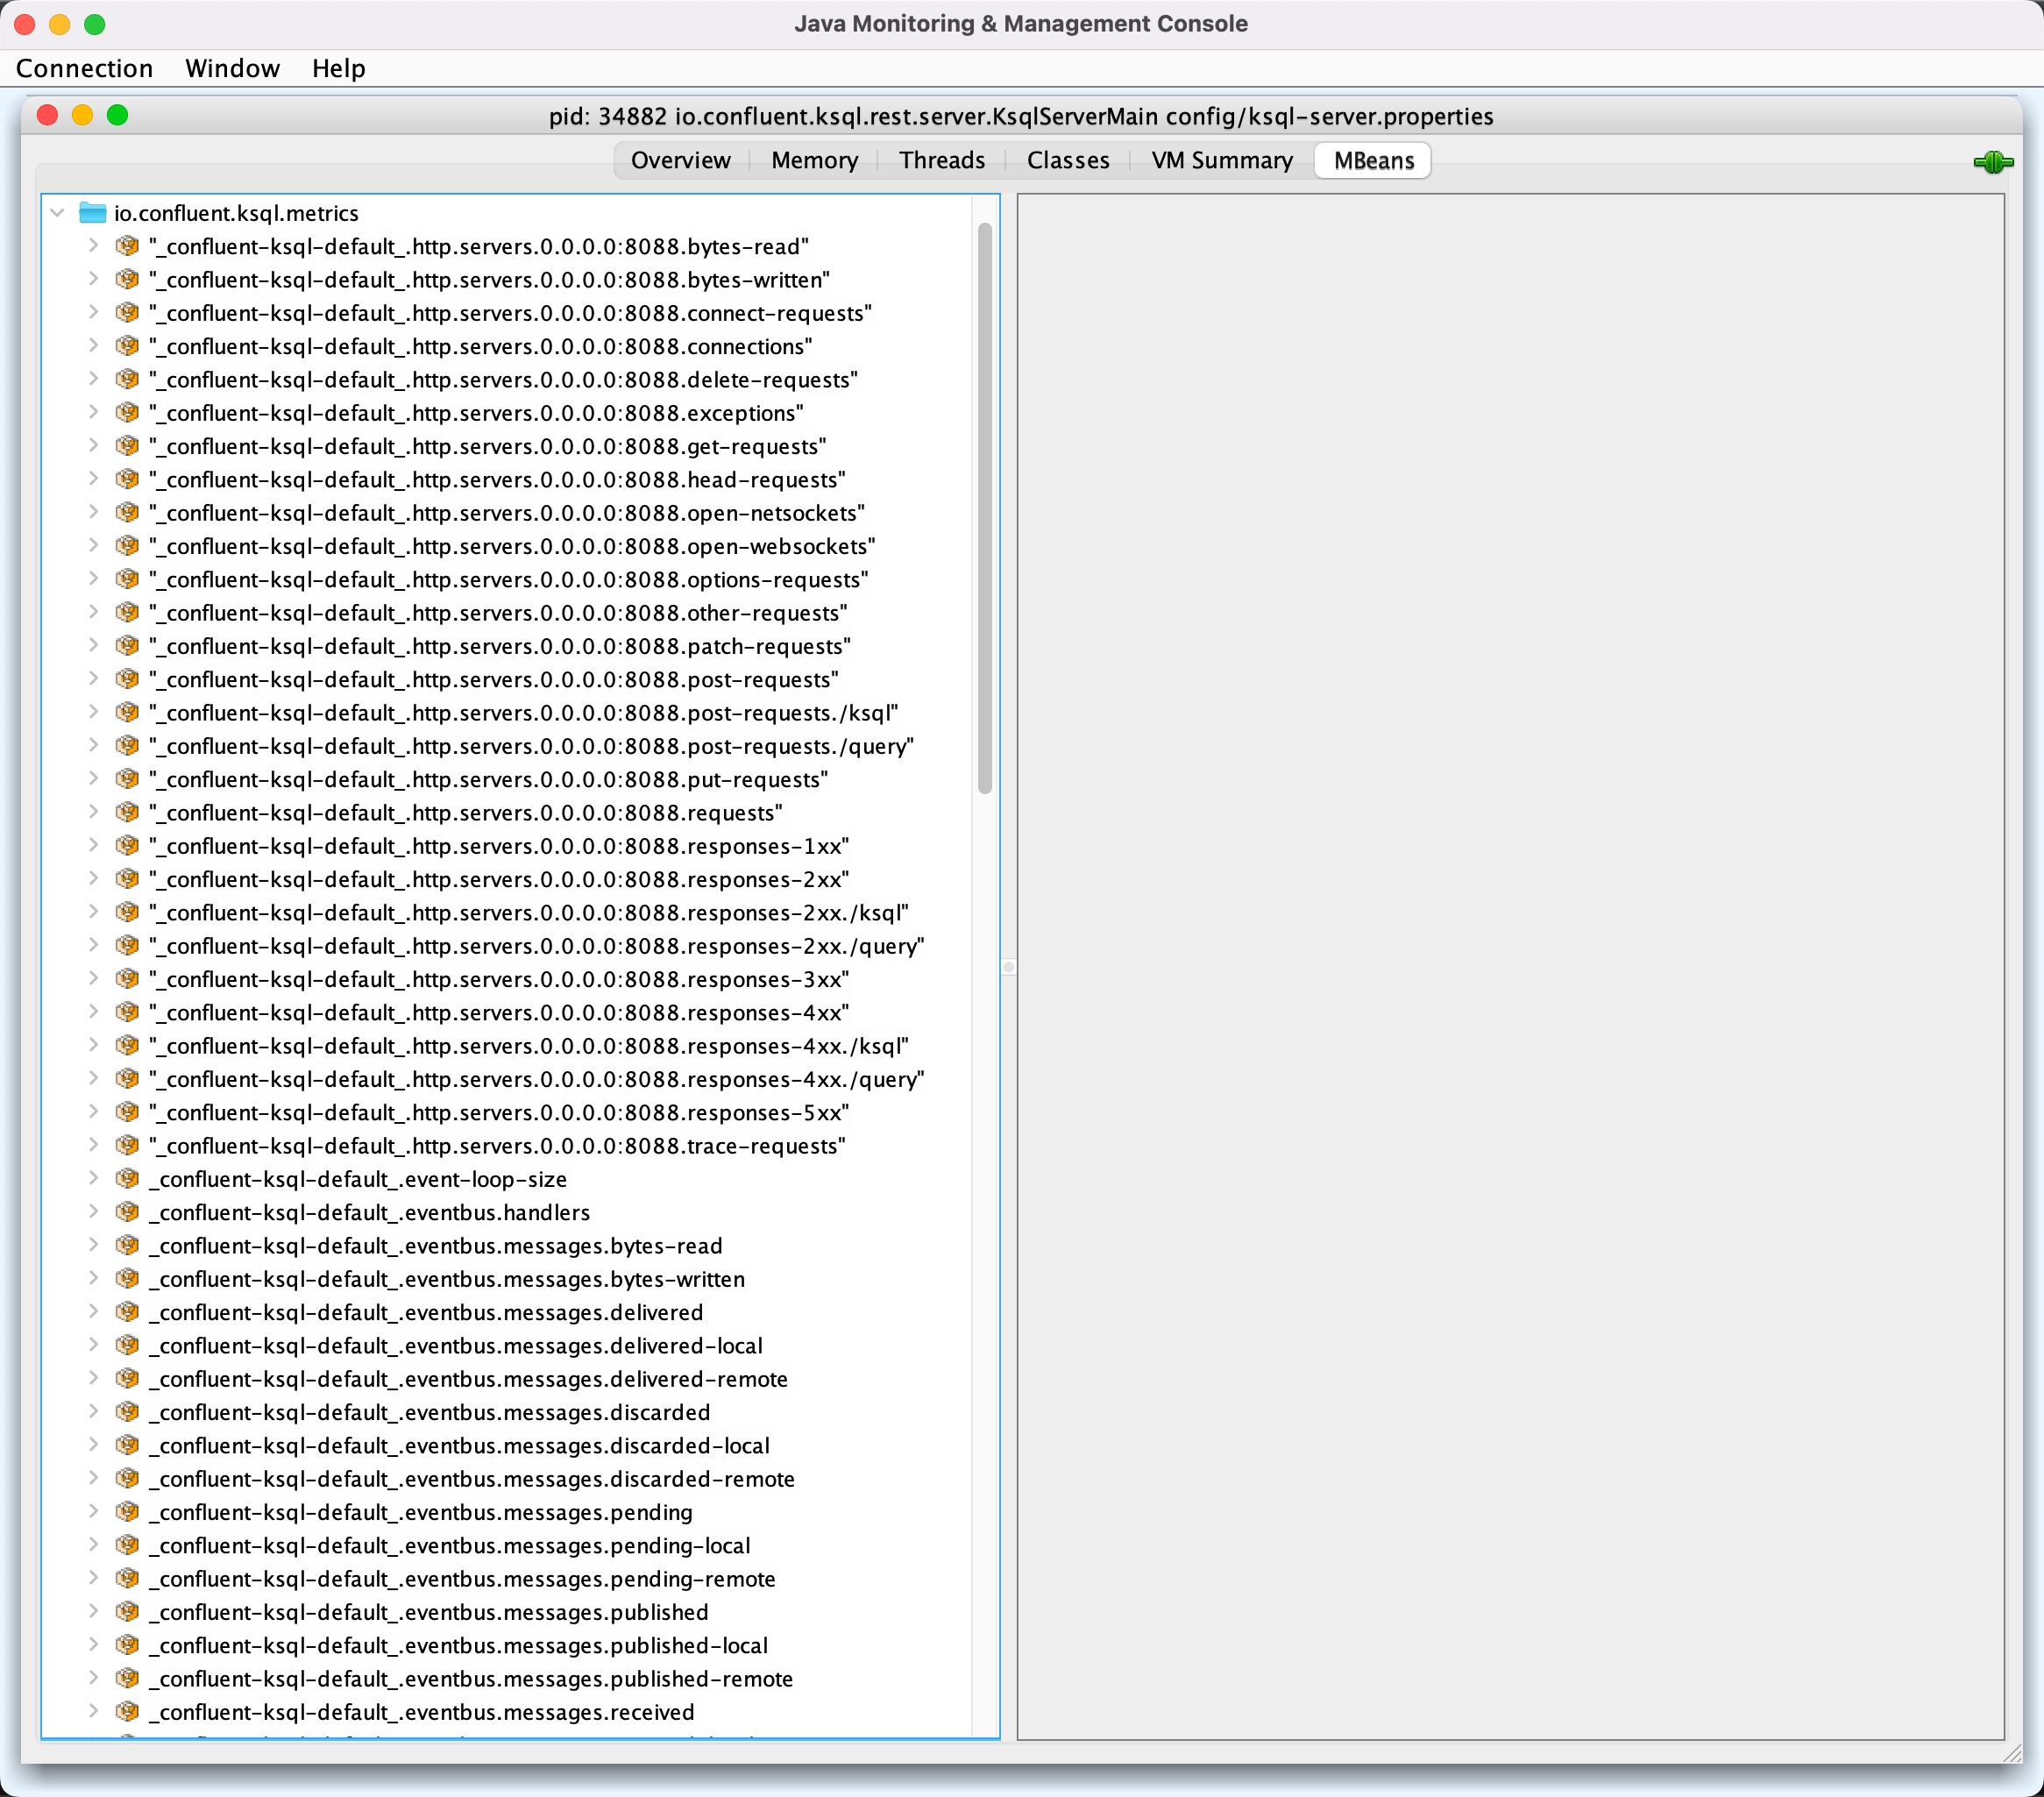 Java Monitoring & Management Console
Connection Window Help
pid: 34882 io.confluent.ksql.rest.server.KsqlServerMain config/ksql-server.properties
Overview Memory Threads Classes VM Summary MBeans
io.confluent.ksql.metrics
"_confluent-ksql-default_.http.servers.0.0.0.0:8088.bytes-read"
"_confluent-ksql-default_.http.servers.0.0.0.0:8088.bytes-written"
"_confluent-ksql-default_.http.servers.0.0.0.0:8088.connect-requests"
"_confluent-ksql-default_.http.servers.0.0.0.0:8088.connections"
"_confluent-ksql-default_.http.servers.0.0.0.0:8088.delete-requests"
"_confluent-ksql-default_.http.servers.0.0.0.0:8088.exceptions"
"_confluent-ksql-default_.http.servers.0.0.0.0:8088.get-requests"
"_confluent-ksql-default_.http.servers.0.0.0.0:8088.head-requests"
"_confluent-ksql-default_.http.servers.0.0.0.0:8088.open-netsockets"
"_confluent-ksql-default_.http.servers.0.0.0.0:8088.open-websockets"
"_confluent-ksql-default_.http.servers.0.0.0.0:8088.options-requests"
"_confluent-ksql-default_.http.servers.0.0.0.0:8088.other-requests"
"_confluent-ksql-default_.http.servers.0.0.0.0:8088.patch-requests"
"_confluent-ksql-default_.http.servers.0.0.0.0:8088.post-requests"
"_confluent-ksql-default_.http.servers.0.0.0.0:8088.post-requests./ksql"
"_confluent-ksql-default_.http.servers.0.0.0.0:8088.post-requests./query"
"_confluent-ksql-default_.http.servers.0.0.0.0:8088.put-requests"
"_confluent-ksql-default_.http.servers.0.0.0.0:8088.requests"
"_confluent-ksql-default_.http.servers.0.0.0.0:8088.responses-1xx"
"_confluent-ksql-default_.http.servers.0.0.0.0:8088.responses-2xx"
"_confluent-ksql-default_.http.servers.0.0.0.0:8088.responses-2xx./ksql"
"_confluent-ksql-default_.http.servers.0.0.0.0:8088.responses-2xx./query"
"_confluent-ksql-default_.http.servers.0.0.0.0:8088.responses-3xx"
"_confluent-ksql-default_.http.servers.0.0.0.0:8088.responses-4xx"
"_confluent-ksql-default_.http.servers.0.0.0.0:8088.responses-4xx./ksql"
"_confluent-ksql-default_.http.servers.0.0.0.0:8088.responses-4xx./query"
"_confluent-ksql-default_.http.servers.0.0.0.0:8088.responses-5xx"
"_confluent-ksql-default_.http.servers.0.0.0.0:8088.trace-requests"
_confluent-ksql-default_.event-loop-size
_confluent-ksql-default_.eventbus.handlers
_confluent-ksql-default_.eventbus.messages.bytes-read
_confluent-ksql-default_.eventbus.messages.bytes-written
_confluent-ksql-default_.eventbus.messages.delivered
_confluent-ksql-default_.eventbus.messages.delivered-local
_confluent-ksql-default_.eventbus.messages.delivered-remote
_confluent-ksql-default_.eventbus.messages.discarded
_confluent-ksql-default_.eventbus.messages.discarded-local
_confluent-ksql-default_.eventbus.messages.discarded-remote
_confluent-ksql-default_.eventbus.messages.pending
_confluent-ksql-default_.eventbus.messages.pending-local
_confluent-ksql-default_.eventbus.messages.pending-remote
_confluent-ksql-default_.eventbus.messages.published
_confluent-ksql-default_.eventbus.messages.published-local
_confluent-ksql-default_.eventbus.messages.published-remote
_confluent-ksql-default_.eventbus.messages.received